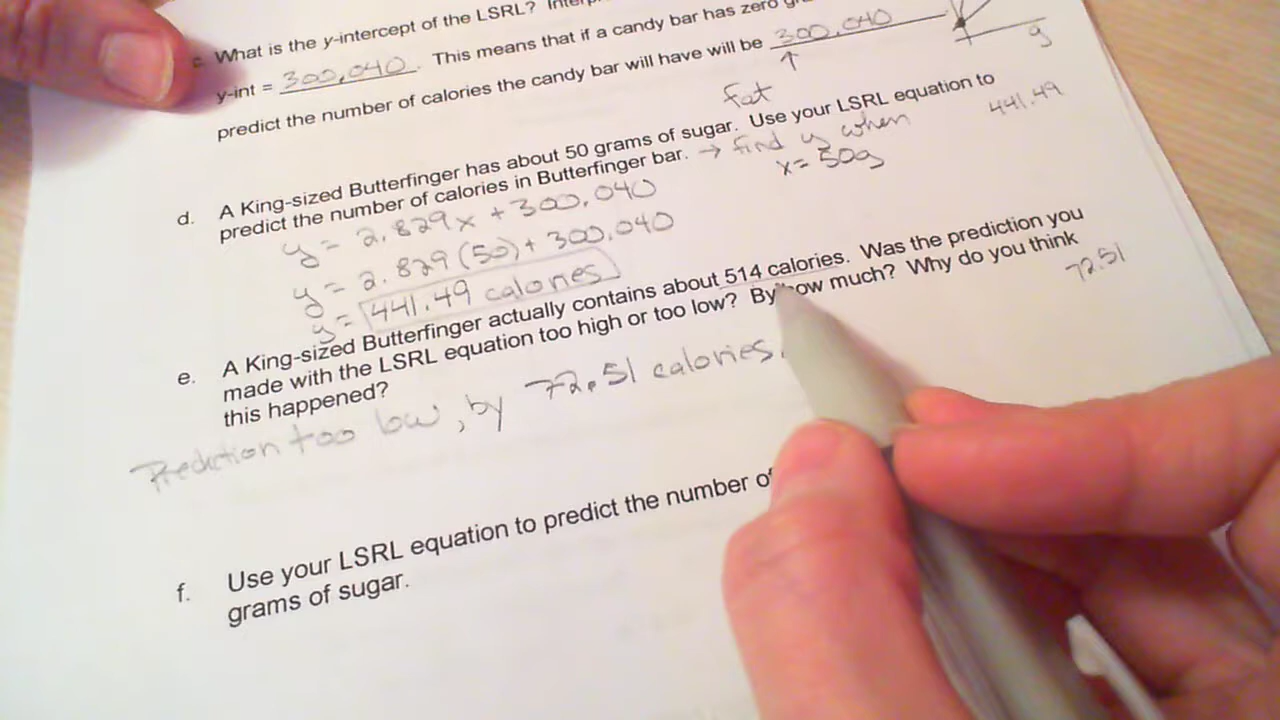 c. What is the y-intercept of the LSRL?
y-int = 300.040. This means that if a candy bar has zero
predict the number of calories the candy bar will have will be 300.040
g
fat
d. A King-sized Butterfinger has about 50 grams of sugar. Use your LSRL equation to
predict the number of calories in Butterfinger bar. → find y when
x = 50g
441.49
y = 2.829x + 300.040
y = 2.829(50) + 300.040
y = 441.49 calories
e. A King-sized Butterfinger actually contains about 514 calories. Was the prediction you
made with the LSRL equation too high or too low? By how much? Why do you think
this happened?
72.51
Prediction too low, by 72.51 calories.
f. Use your LSRL equation to predict the number of
grams of sugar.